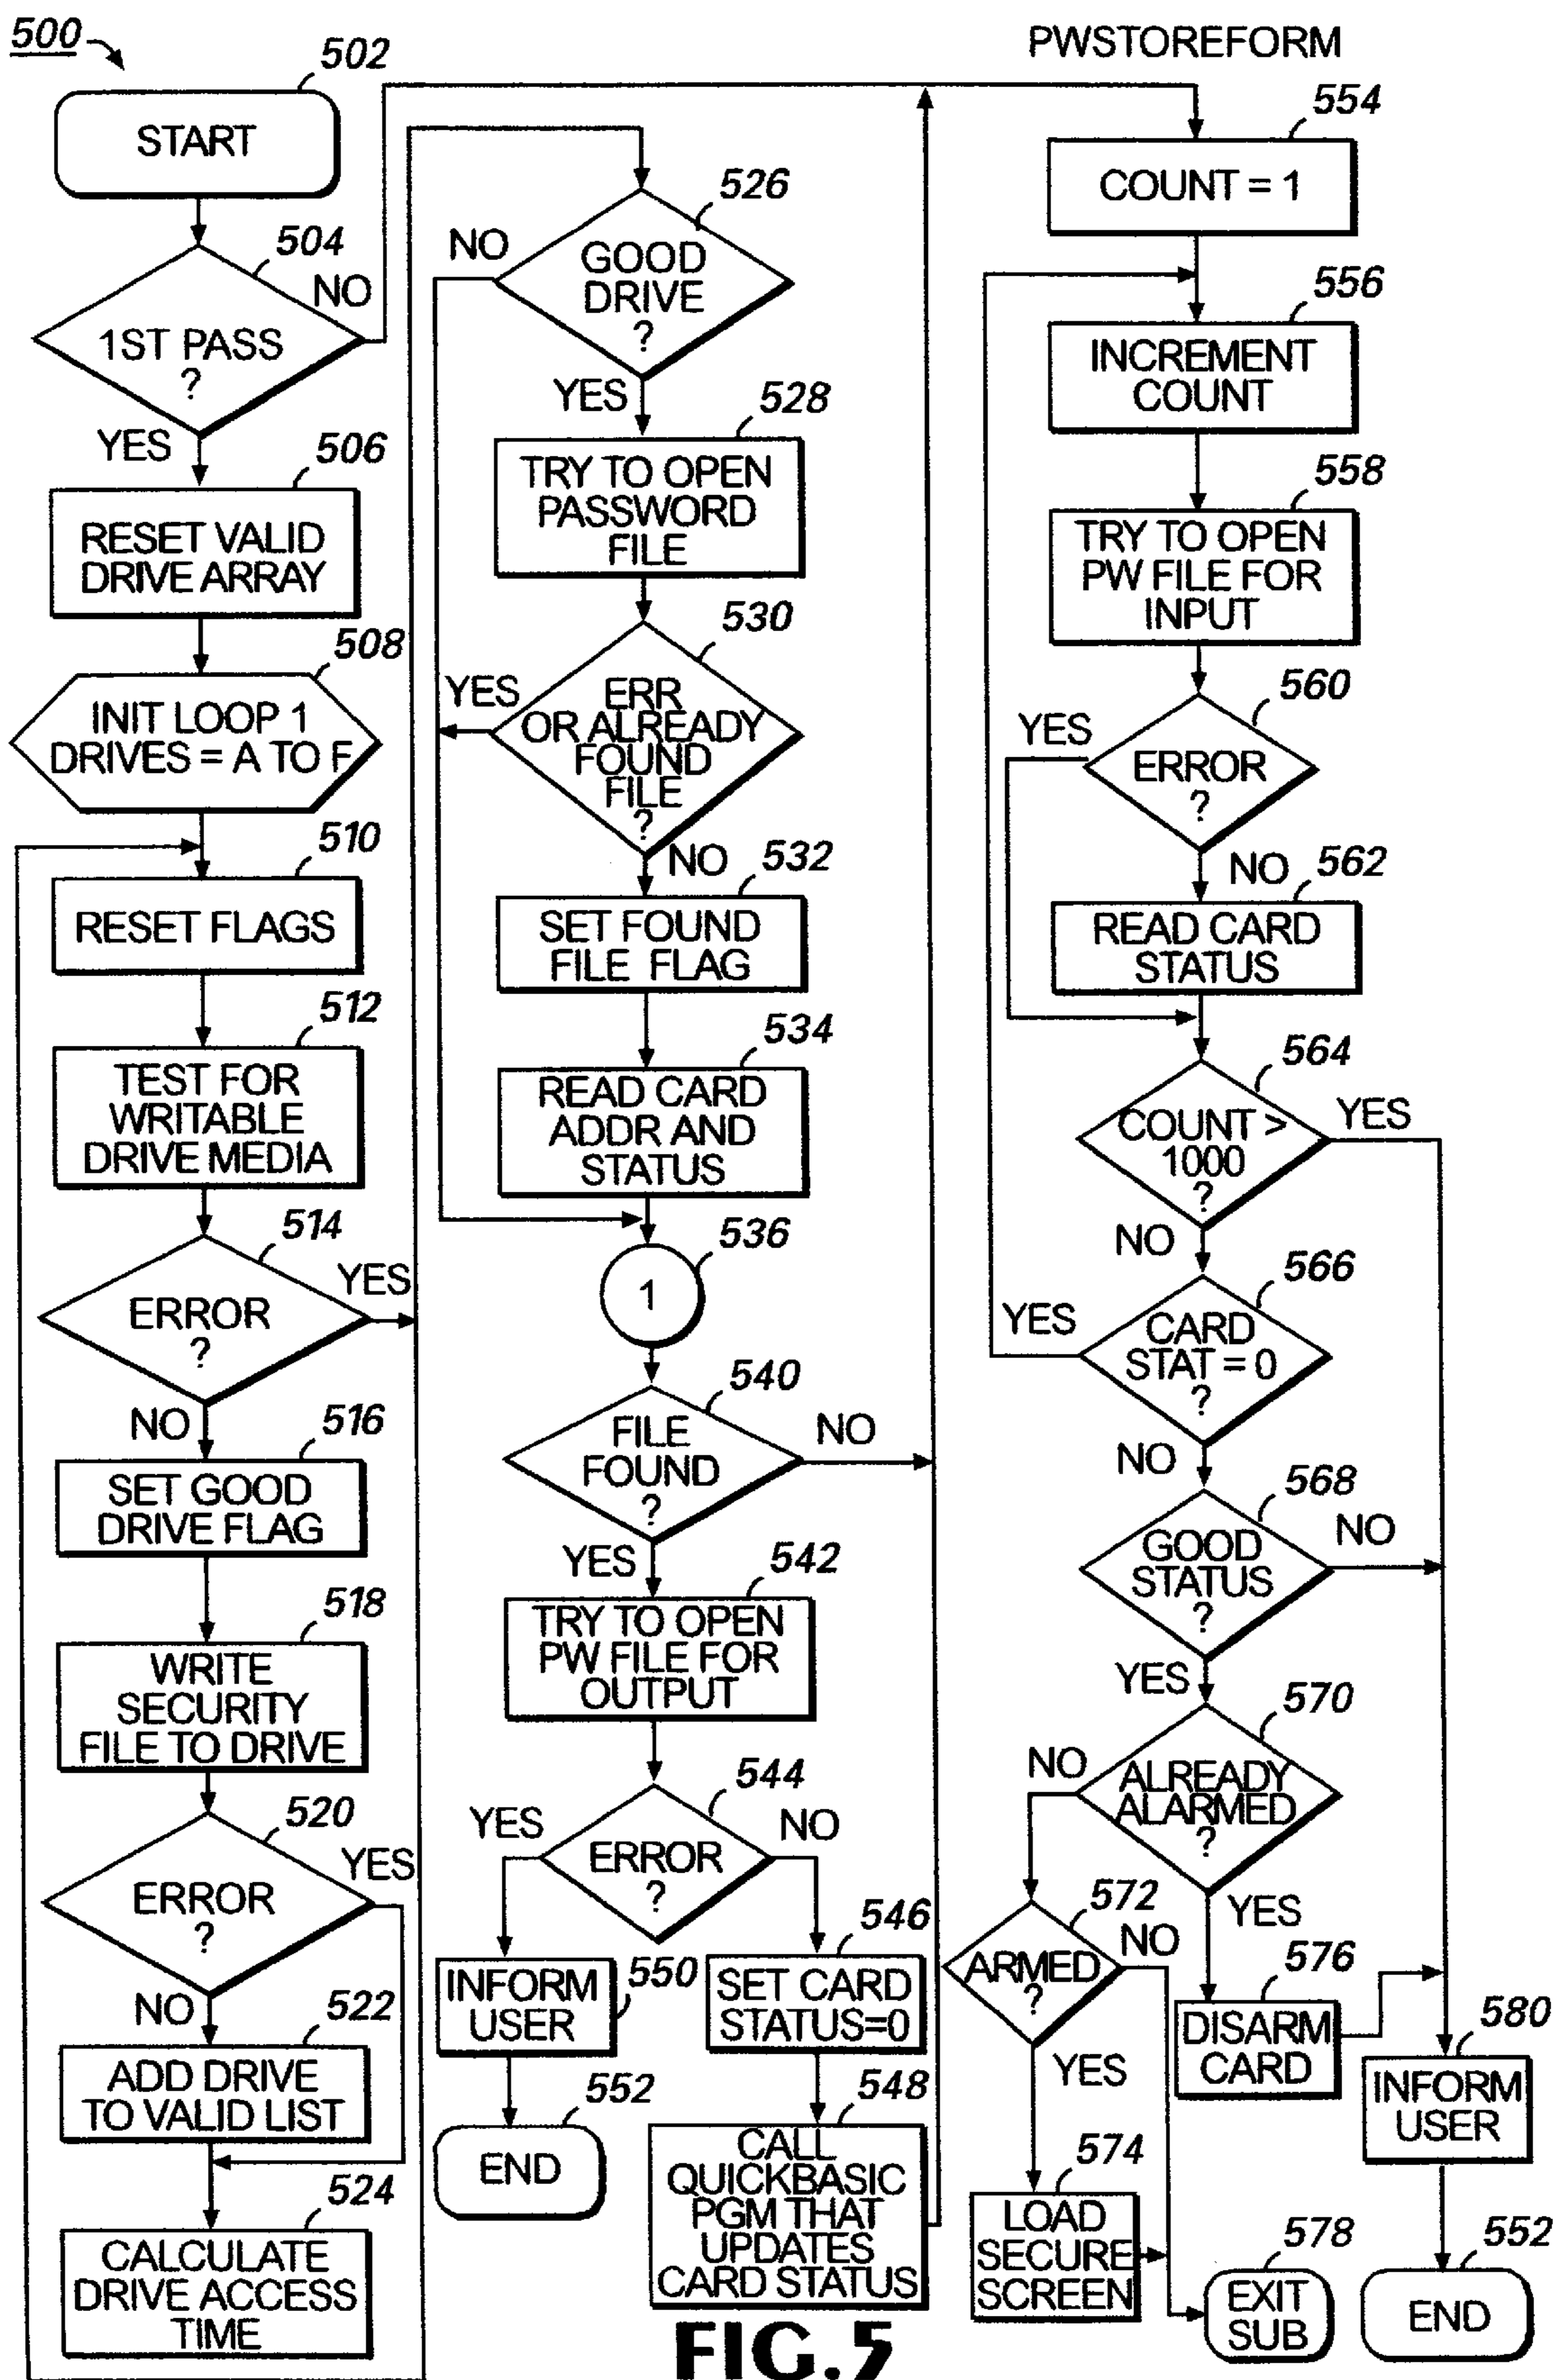 500
PWSTOREFORM
502
START
504
1ST PASS
?
NO
YES
506
RESET VALID
DRIVE ARRAY
508
INIT LOOP 1
DRIVES = A TO F
510
RESET FLAGS
512
TEST FOR
WRITABLE
DRIVE MEDIA
514
ERROR
?
YES
NO
516
SET GOOD
DRIVE FLAG
518
WRITE
SECURITY
FILE TO DRIVE
520
ERROR
?
YES
NO
522
ADD DRIVE
TO VALID LIST
524
CALCULATE
DRIVE ACCESS
TIME
526
GOOD
DRIVE
?
NO
YES
528
TRY TO OPEN
PASSWORD
FILE
530
ERR
OR ALREADY
FOUND
FILE
?
YES
NO
532
SET FOUND
FILE FLAG
534
READ CARD
ADDR AND
STATUS
536
1
540
FILE
FOUND
?
NO
YES
542
TRY TO OPEN
PW FILE FOR
OUTPUT
544
ERROR
?
YES
NO
546
SET CARD
STATUS=0
550
INFORM
USER
552
END
548
CALL
QUICKBASIC
PGM THAT
UPDATES
CARD STATUS
554
COUNT = 1
556
INCREMENT
COUNT
558
TRY TO OPEN
PW FILE FOR
INPUT
560
ERROR
?
YES
NO
562
READ CARD
STATUS
564
COUNT >
1000
?
YES
NO
566
CARD
STAT = 0
?
YES
NO
568
GOOD
STATUS
?
NO
YES
570
ALREADY
ALARMED
?
NO
YES
572
ARMED
?
NO
YES
574
LOAD
SECURE
SCREEN
576
DISARM
CARD
578
EXIT
SUB
580
INFORM
USER
552
END
FIG.5